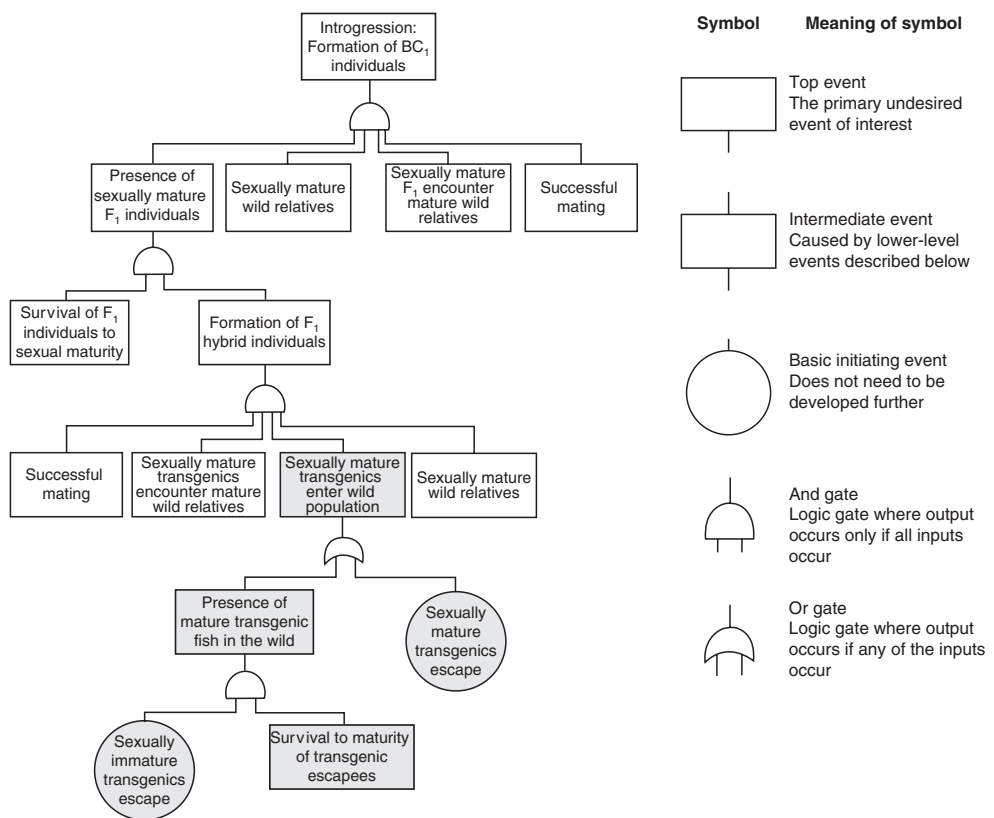 Introgression:
Formation of BC₁
individuals
Presence of
sexually mature
F₁ individuals
Sexually mature
wild relatives
Sexually mature
F₁ encounter
mature wild
relatives
Successful
mating
Survival of F₁
individuals to
sexual maturity
Formation of F₁
hybrid individuals
Successful
mating
Sexually mature
transgenics
encounter mature
wild relatives
Sexually mature
transgenics
enter wild
population
Sexually mature
wild relatives
Presence of
mature transgenic
fish in the wild
Sexually
mature
transgenics
escape
Sexually
immature
transgenics
escape
Survival to maturity
of transgenic
escapees
Symbol Meaning of symbol
Top event
The primary undesired
event of interest
Intermediate event
Caused by lower-level
events described below
Basic initiating event
Does not need to be
developed further
And gate
Logic gate where output
occurs only if all inputs
occur
Or gate
Logic gate where output
occurs if any of the inputs
occur